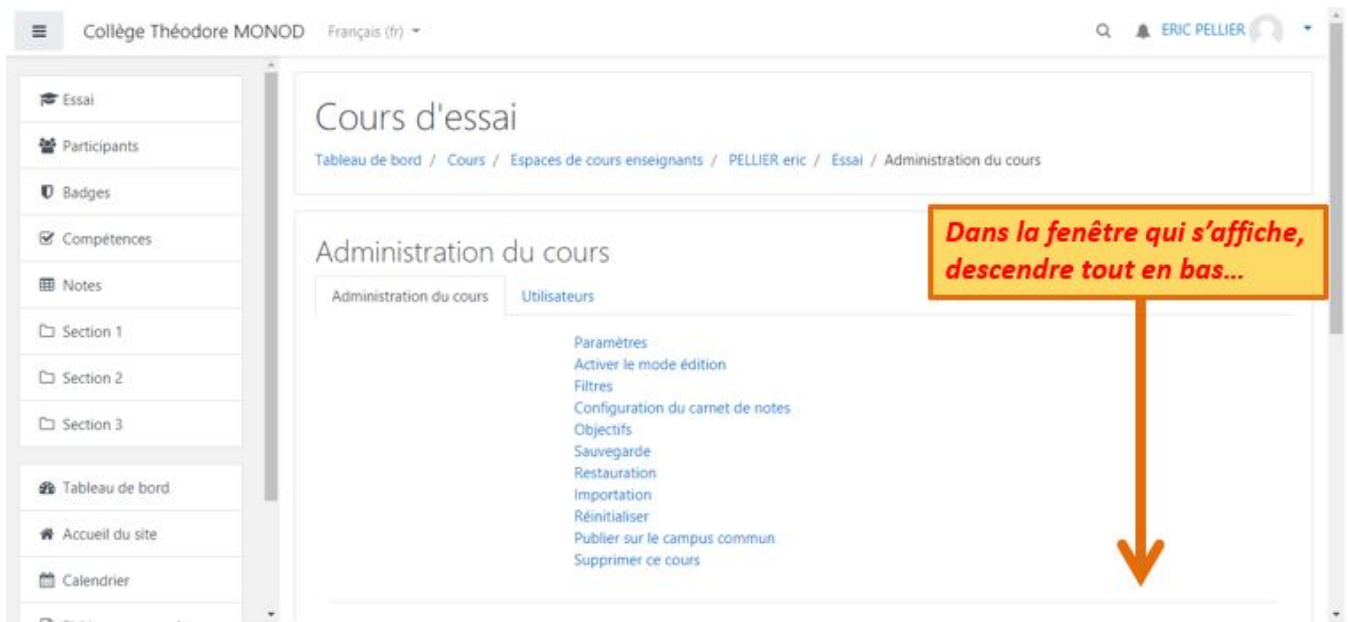 Collège Théodore MONOD Français (fr)
ERIC PELLIER
Essai
Participants
Badges
Compétences
Notes
Section 1
Section 2
Section 3
Tableau de bord
Accueil du site
Calendrier
Cours d'essai
Tableau de bord / Cours / Espaces de cours enseignants / PELLIER eric / Essai / Administration du cours
Dans la fenêtre qui s'affiche,
descendre tout en bas...
Administration du cours
Administration du cours Utilisateurs
Paramètres
Activer le mode édition
Filtres
Configuration du carnet de notes
Objectifs
Sauvegarde
Restauration
Importation
Réinitialiser
Publier sur le campus commun
Supprimer ce cours